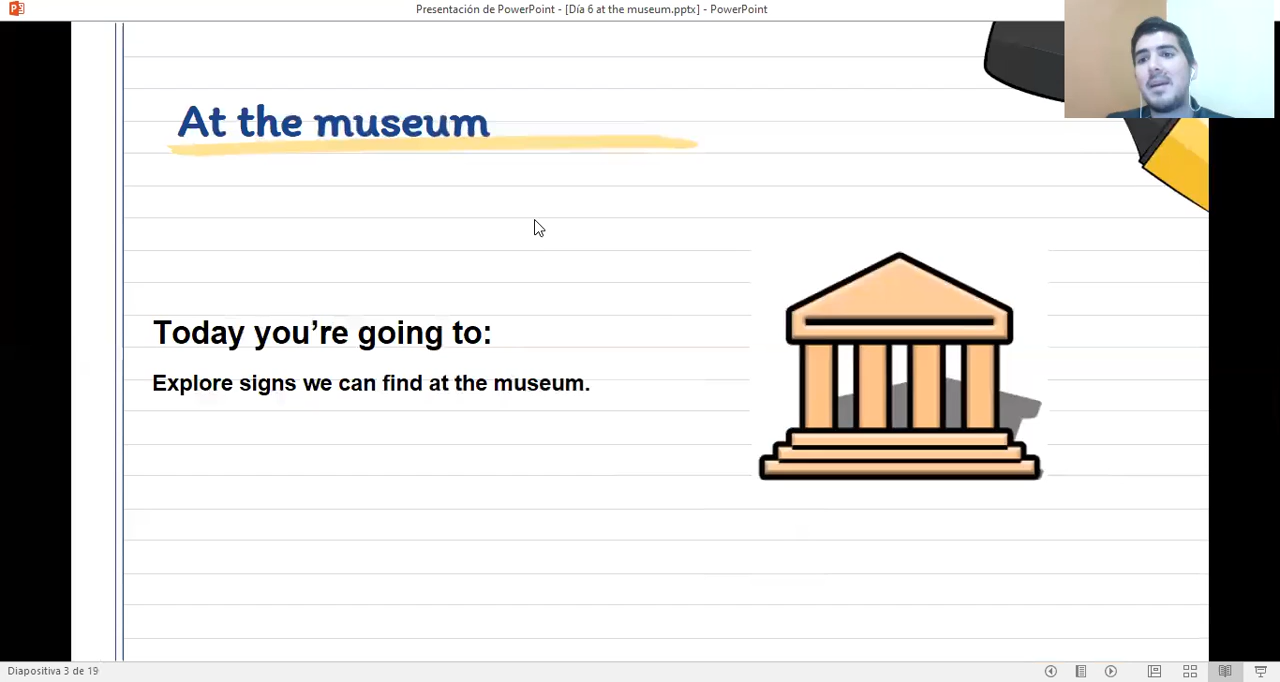 Presentación de PowerPoint - [Día 6 at the museum.pptx] - PowerPoint
At the museum
Today you’re going to:
Explore signs we can find at the museum.
Diapositiva 3 de 19